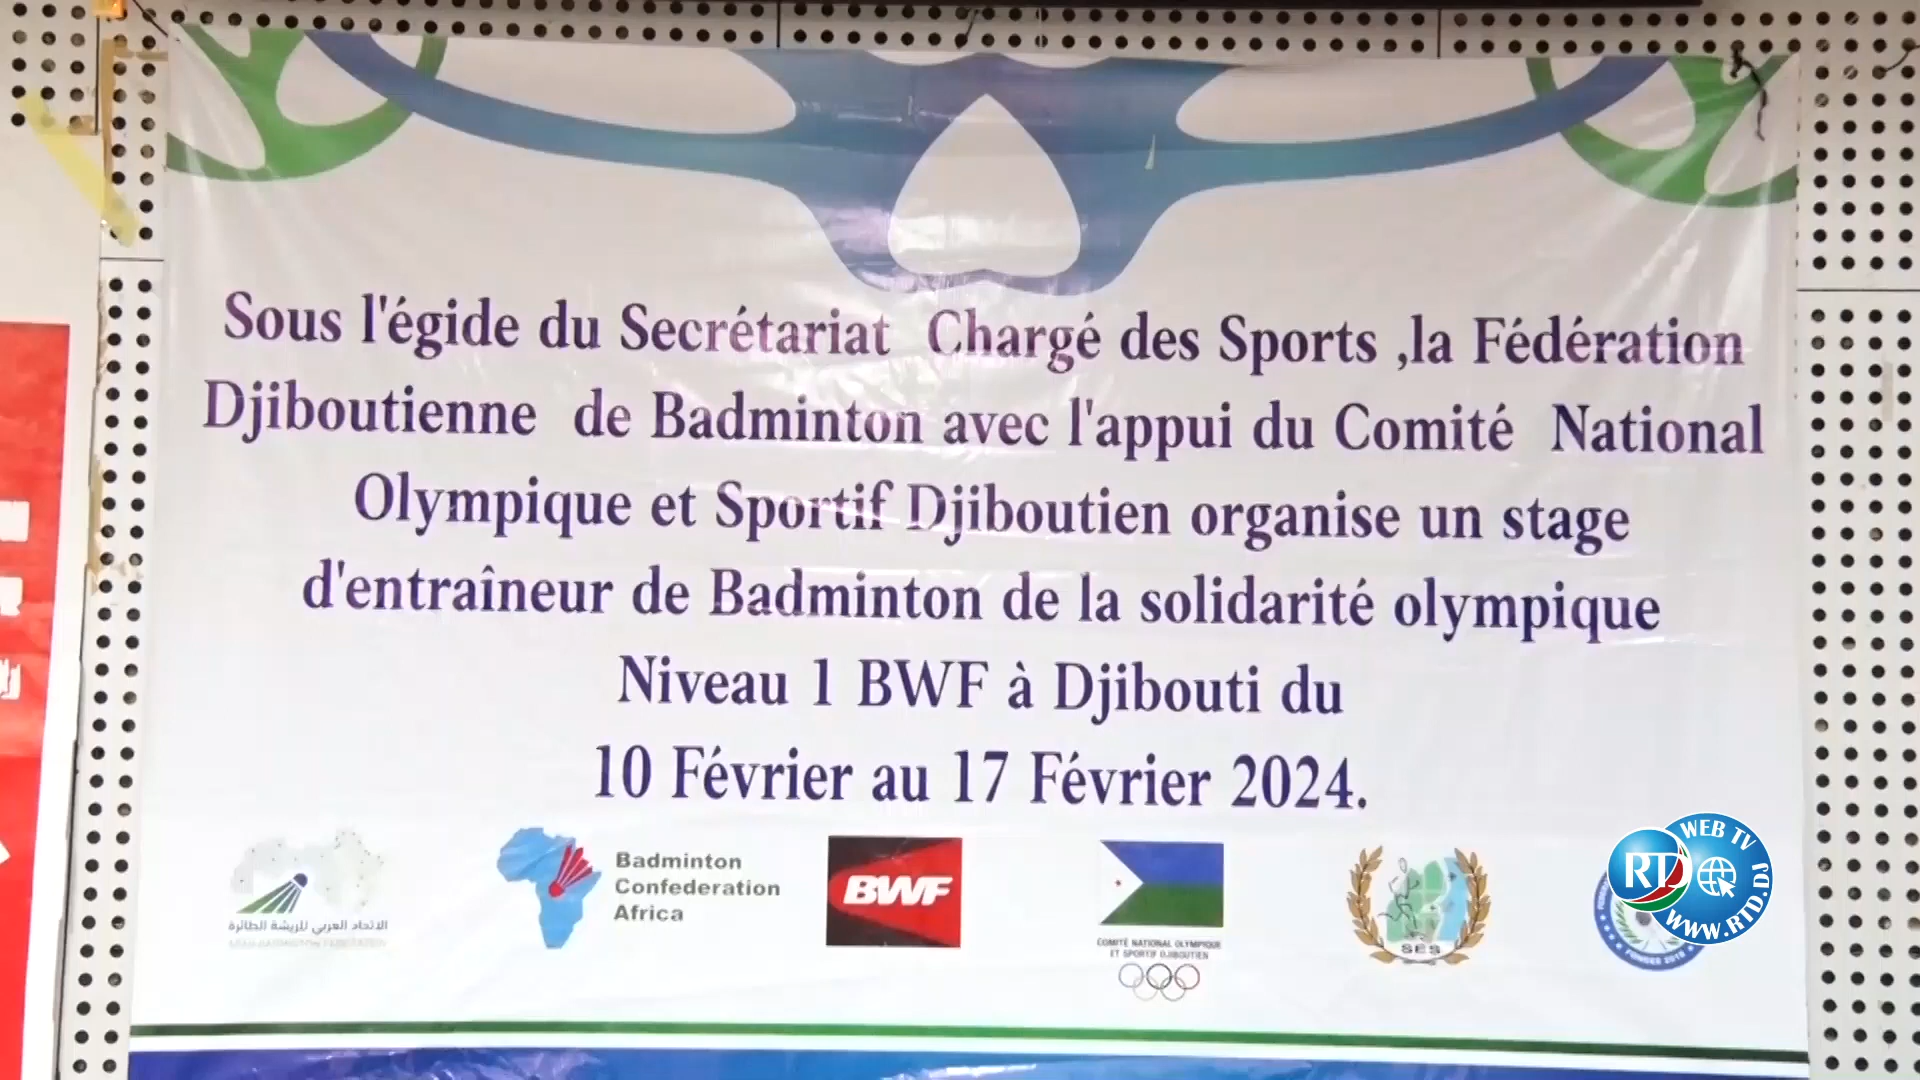 Sous l'égide du Secrétariat Chargé des Sports ,la Fédération
Djiboutienne de Badminton avec l'appui du Comité National
Olympique et Sportif Djiboutien organise un stage
d'entraîneur de Badminton de la solidarité olympique
Niveau 1 BWF à Djibouti du
10 Février au 17 Février 2024.
الاتحاد العربي للريشة الطائرة
Badminton
Confederation
Africa
BWF
COMITÉ NATIONAL OLYMPIQUE
ET SPORTIF DJIBOUTIEN
SES
WEB TV
RTD
WWW.RTD.DJ